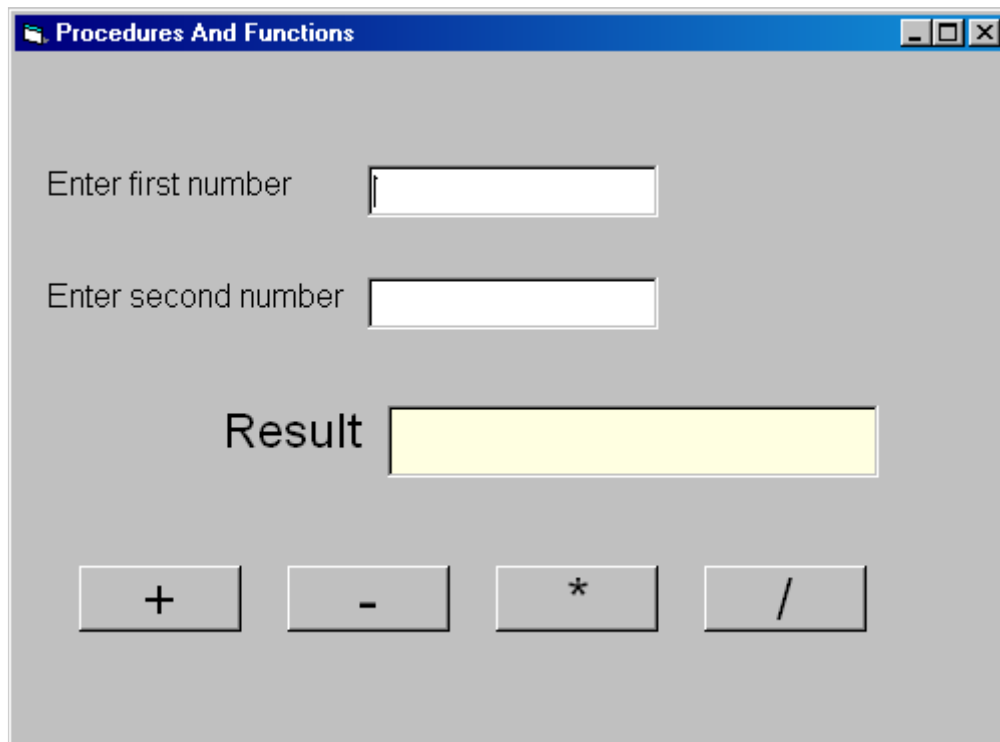 Procedures And Functions
Enter first number
Enter second number
Result
+ - * /